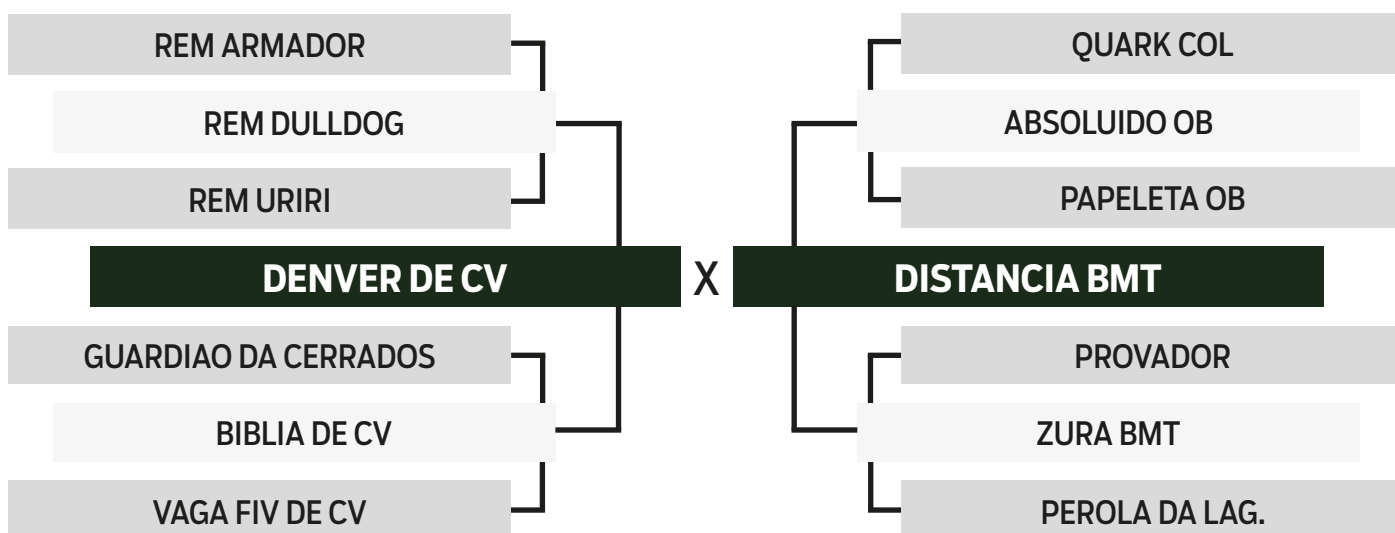 REM ARMADOR
REM DULLDOG
REM URIRI
DENVER DE CV
GUARDIAO DA CERRADOS
BIBLIA DE CV
VAGA FIV DE CV
X
QUARK COL
ABSOLUIDO OB
PAPELETA OB
DISTANCIA BMT
PROVADOR
ZURA BMT
PEROLA DA LAG.